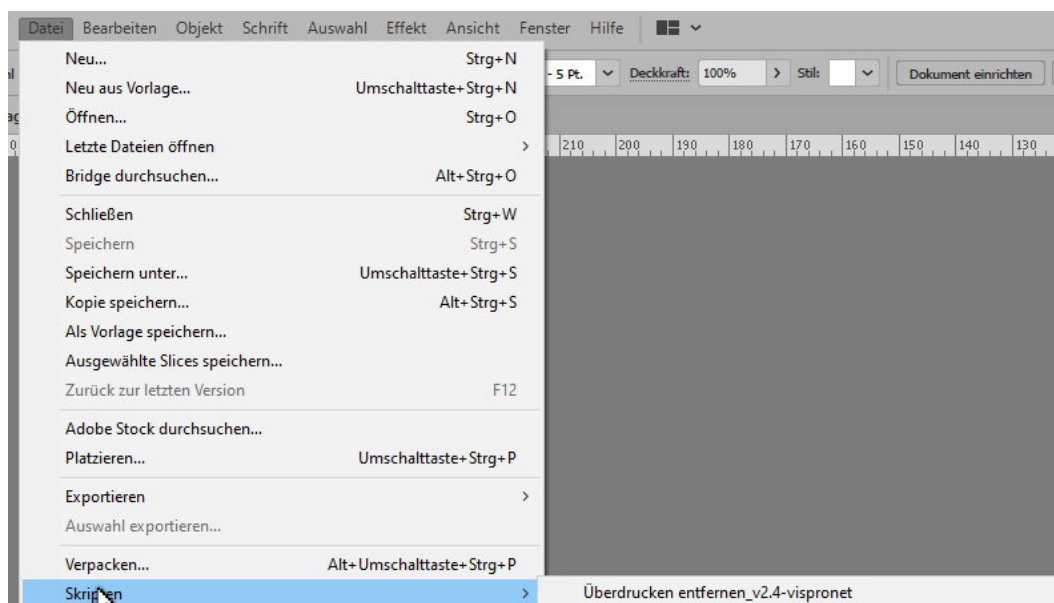 Datei Bearbeiten Objekt Schrift Auswahl Effekt Ansicht Fenster Hilfe
Neu... Strg+N
- 5 Pt. Deckkraft: 100% Stil: Dokument einrichten
Neu aus Vorlage... Umschalttaste+Strg+N
Öffnen... Strg+O
Letzte Dateien öffnen
210 200 190 180 170 160 150 140 130
Bridge durchsuchen... Alt+Strg+O
Schließen Strg+W
Speichern Strg+S
Speichern unter... Umschalttaste+Strg+S
Kopie speichern... Alt+Strg+S
Als Vorlage speichern...
Ausgewählte Slices speichern...
Zurück zur letzten Version F12
Adobe Stock durchsuchen...
Platzieren... Umschalttaste+Strg+P
Exportieren
Auswahl exportieren...
Verpacken... Alt+Umschalttaste+Strg+P
Skripten Überdrucken entfernen_v2.4-vispronet